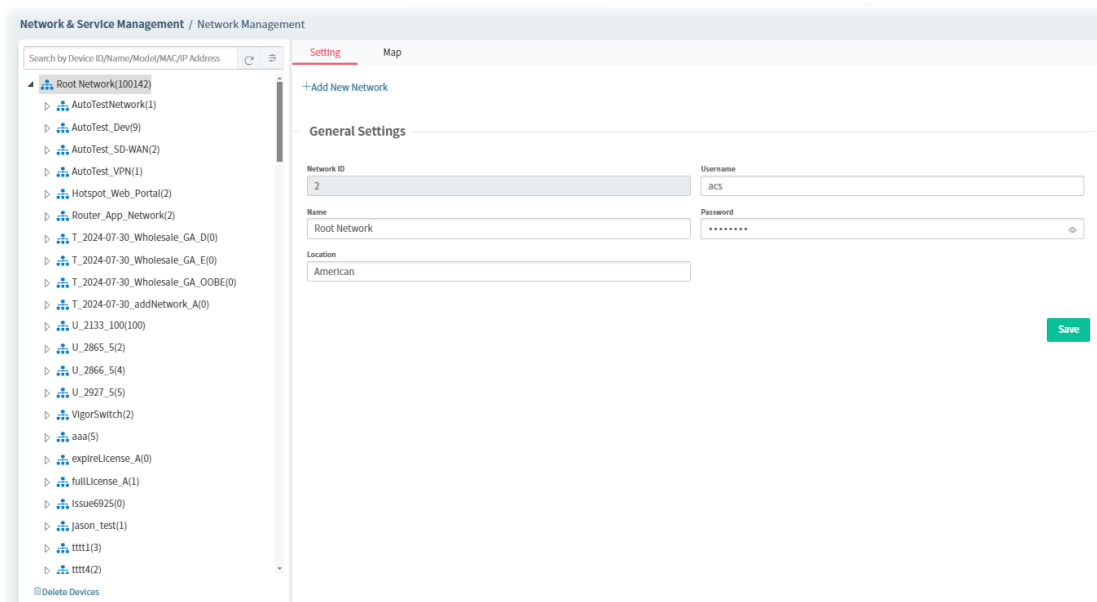 Network & Service Management / Network Management
Search by Device ID/Name/Model/MAC/IP Address
Root Network(100142)
AutoTestNetwork(1)
AutoTest_Dev(9)
AutoTest_SD-WAN(2)
AutoTest_VPN(1)
Hotspot_Web_Portal(2)
Router_App_Network(2)
T_2024-07-30_Wholesale_GA_D(0)
T_2024-07-30_Wholesale_GA_E(0)
T_2024-07-30_Wholesale_GA_OOBE(0)
T_2024-07-30_addNetwork_A(0)
U_2133_100(100)
U_2865_5(2)
U_2866_5(4)
U_2927_5(5)
VigorSwitch(2)
aaa(5)
expireLicense_A(0)
fullLicense_A(1)
issue6925(0)
jason_test(1)
tttt1(3)
tttt4(2)
Delete Devices
Setting Map
+Add New Network
General Settings
Network ID
2
Username
acs
Name
Root Network
Password
••••••••
Location
American
Save